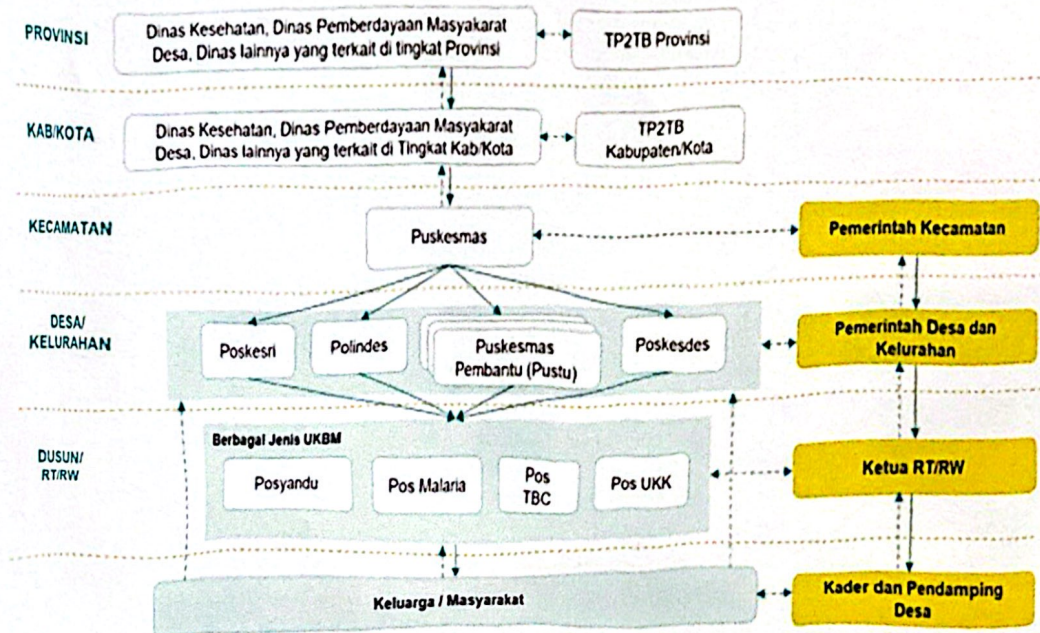 PROVINSI
Dinas Kesehatan, Dinas Pemberdayaan Masyakarat
Desa, Dinas lainnya yang terkait di tingkat Provinsi
TP2TB Provinsi
KAB/KOTA
Dinas Kesehatan, Dinas Pemberdayaan Masyakarat
Desa, Dinas lainnya yang terkait di Tingkat Kab/Kota
TP2TB
Kabupaten/Kota
KECAMATAN
Puskesmas
Pemerintah Kecamatan
DESA/
KELURAHAN
Poskesri
Polindes
Puskesmas
Pembantu (Pustu)
Poskesdes
Pemerintah Desa dan
Kelurahan
DUSUN/
RT/RW
Berbagai Jenis UKBM
Posyandu
Pos Malaria
Pos
TBC
Pos UKK
Ketua RT/RW
Keluarga / Masyarakat
Kader dan Pendamping
Desa